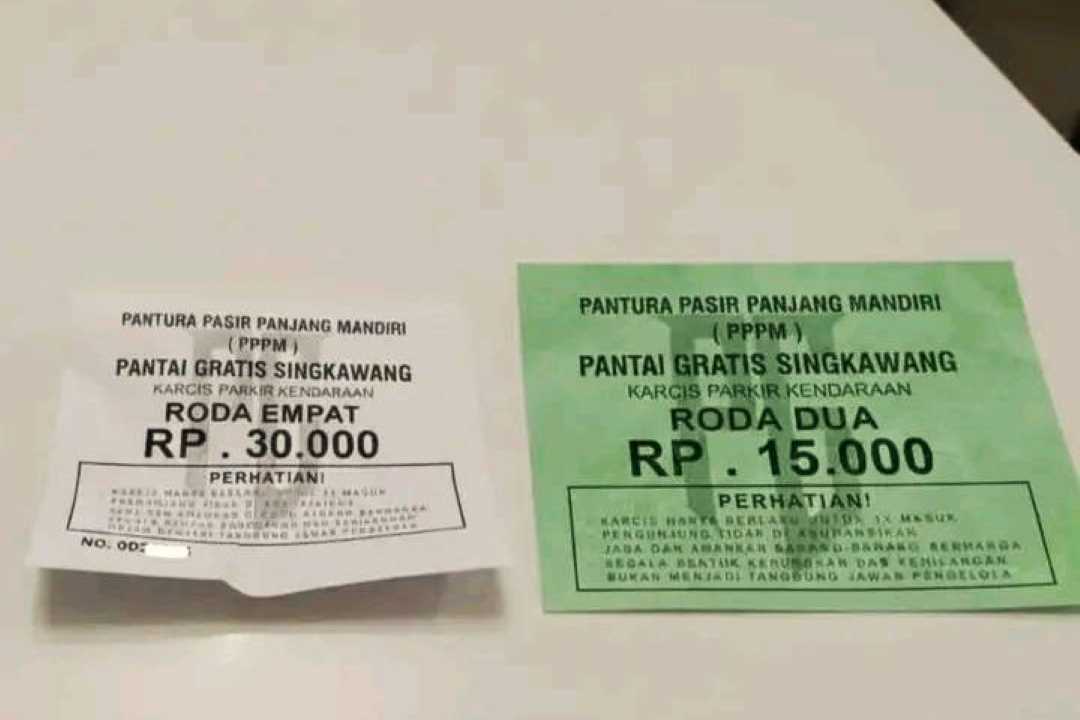 PANTURA PASIR PANJANG MANDIRI
( PPPM )
PANTAI GRATIS SINGKAWANG
KARCIS PARKIR KENDARAAN
RODA EMPAT
RP . 30.000
PERHATIAN!
NO. 00
PANTURA PASIR PANJANG MANDIRI
( PPPM )
PANTAI GRATIS SINGKAWANG
KARCIS PARKIR KENDARAAN
RODA DUA
RP . 15.000
PERHATIAN!
KARCIS HANYA BERLAKU UNTUK 1X MASUK
PENGUNJUNG TIDAK DI ASURANSIKAN
JAGA DAN AMANKAN BARANG-BARANG BERHARGA
SEGALA BENTUK KERUSAKAN DAN KEHILANGAN
BUKAN MENJADI TANGGUNG JAWAB PENGELOLA